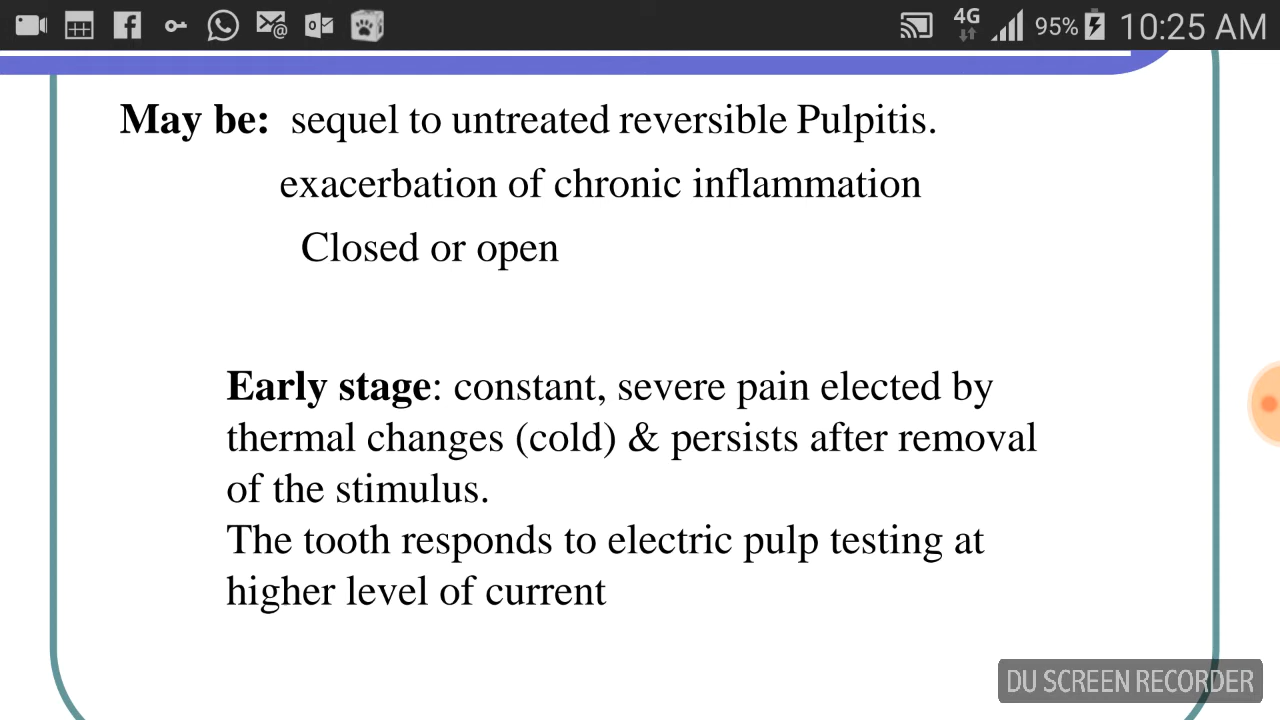 4G 95% 10:25 AM
May be: sequel to untreated reversible Pulpitis.
exacerbation of chronic inflammation
Closed or open
Early stage: constant, severe pain elected by
thermal changes (cold) & persists after removal
of the stimulus.
The tooth responds to electric pulp testing at
higher level of current
DU SCREEN RECORDER